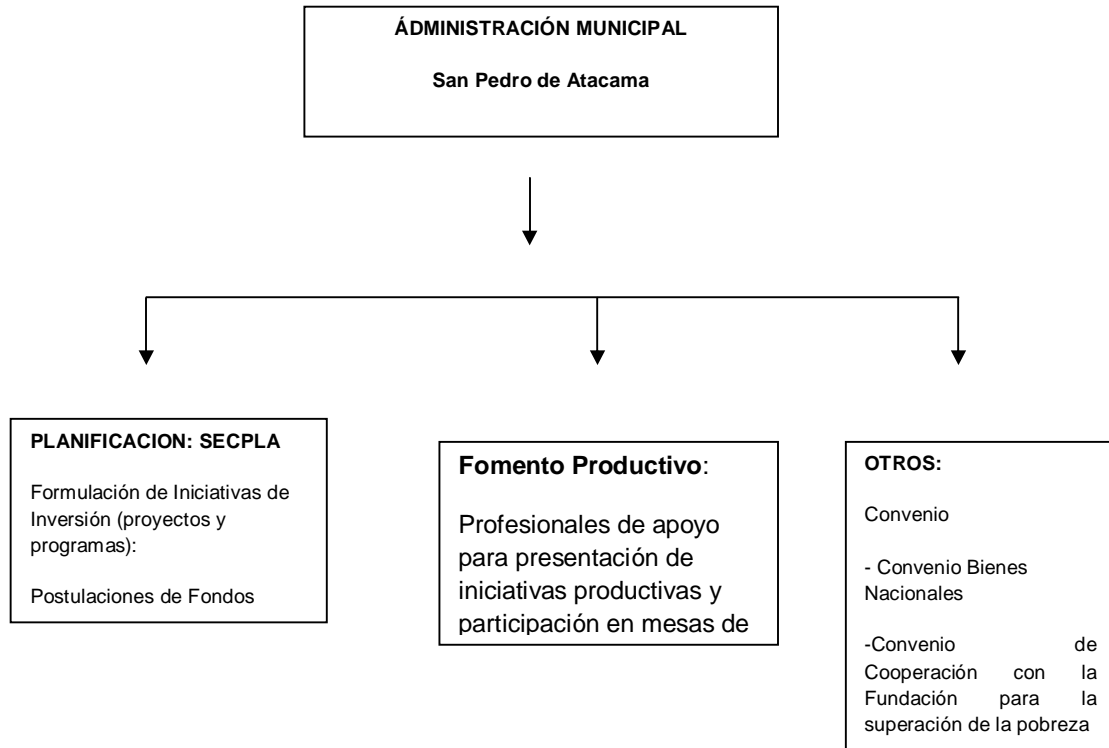 ÁDMINISTRACIÓN MUNICIPAL
San Pedro de Atacama
PLANIFICACION: SECPLA
Formulación de Iniciativas de
Inversión (proyectos y
programas):
Postulaciones de Fondos
Fomento Productivo:
Profesionales de apoyo
para presentación de
iniciativas productivas y
participación en mesas de
OTROS:
Convenio
- Convenio Bienes
Nacionales
-Convenio de
Cooperación con la
Fundación para la
superación de la pobreza